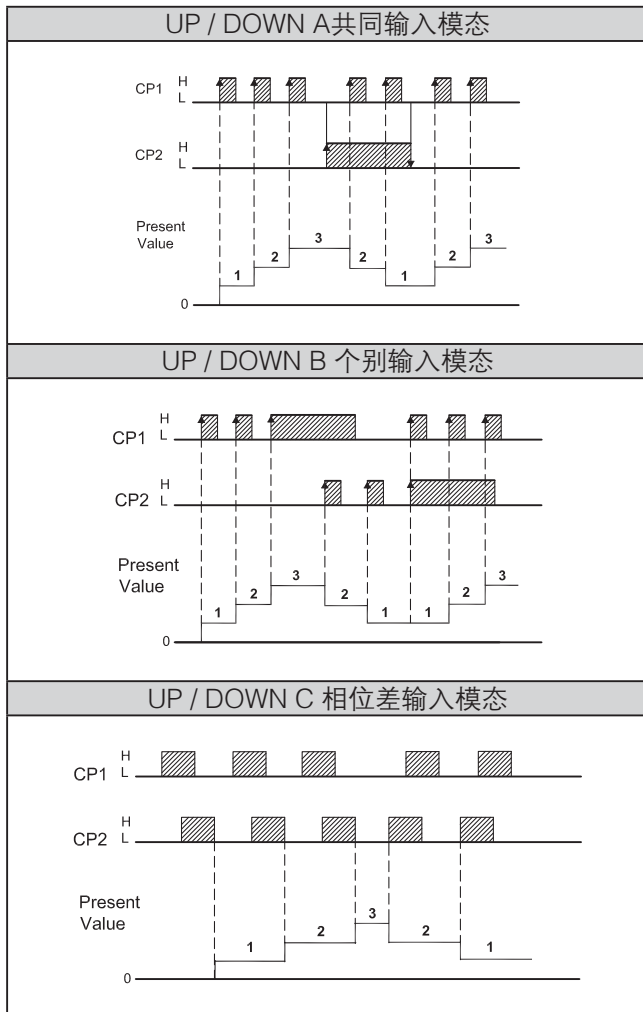 UP / DOWN A共同输入模态
CP1 H
L
CP2 H
L
Present
Value
1 2 3 2 1 2 3
0
UP / DOWN B 个别输入模态
CP1 H
L
CP2 H
L
Present
Value
1 2 3 2 1 1 2 3
0
UP / DOWN C 相位差输入模态
CP1 H
L
CP2 H
L
Present
Value
1 2 3 2 1
0